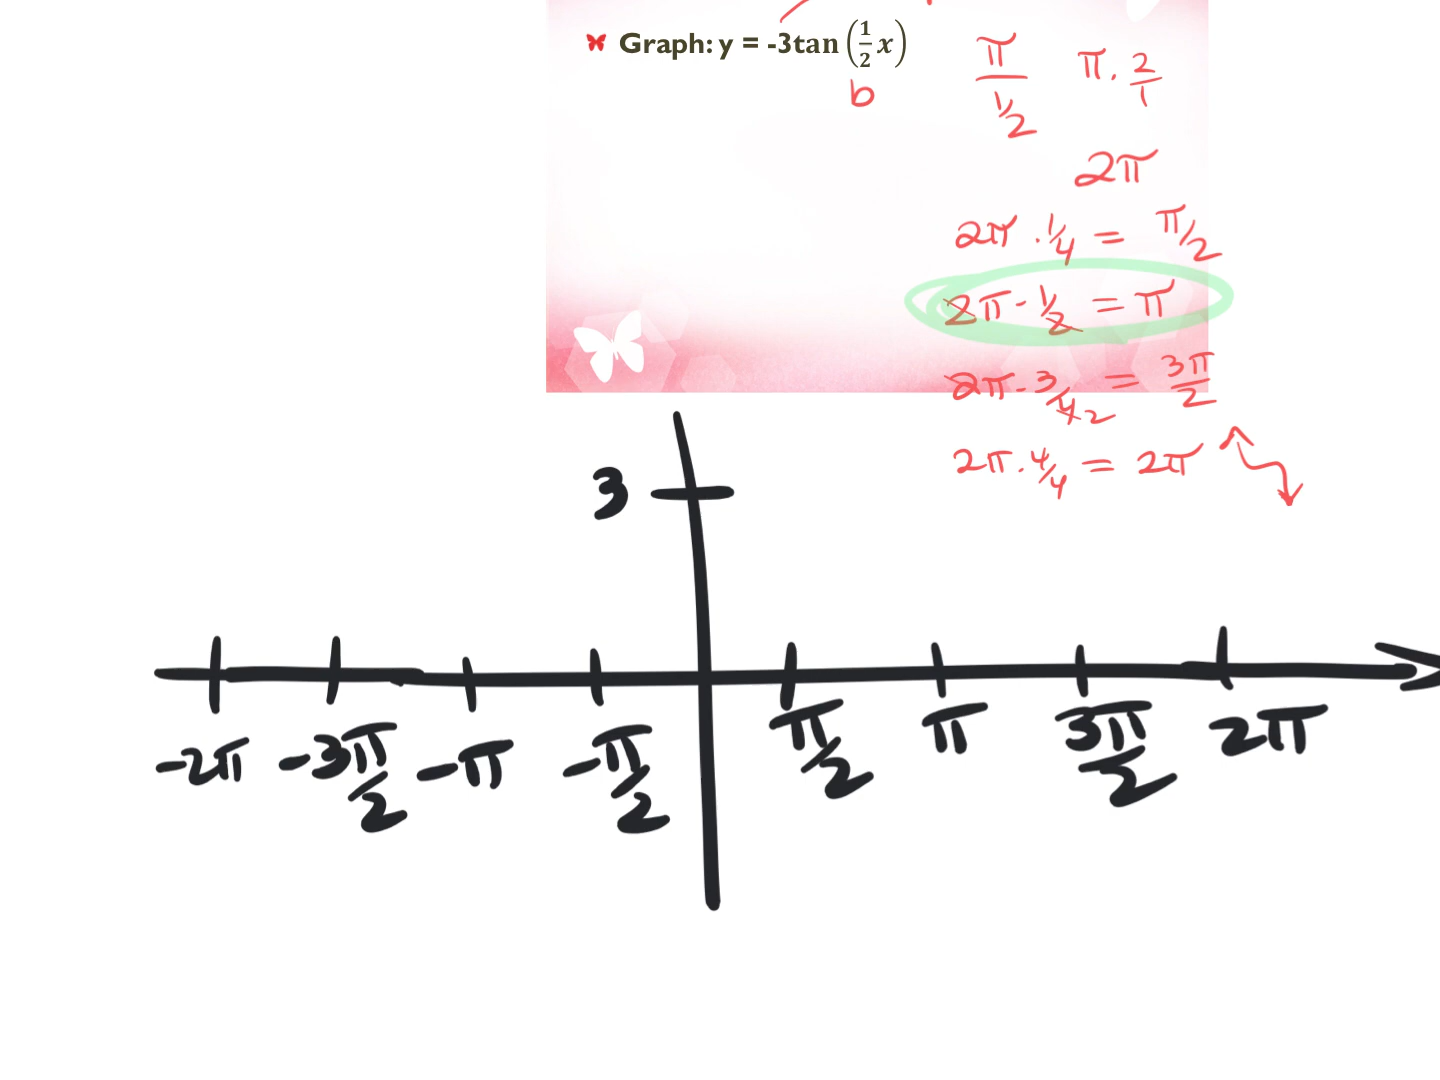 Graph: y = -3tan (1/2 x)
b
π / 1/2
π · 2/1
2π
2π · 1/4 = π/2
2π · 1/2 = π
2π · 3/4 2 = 3π/2
2π · 4/4 = 2π
3
-2π -3π/2 -π -π/2 π/2 π 3π/2 2π